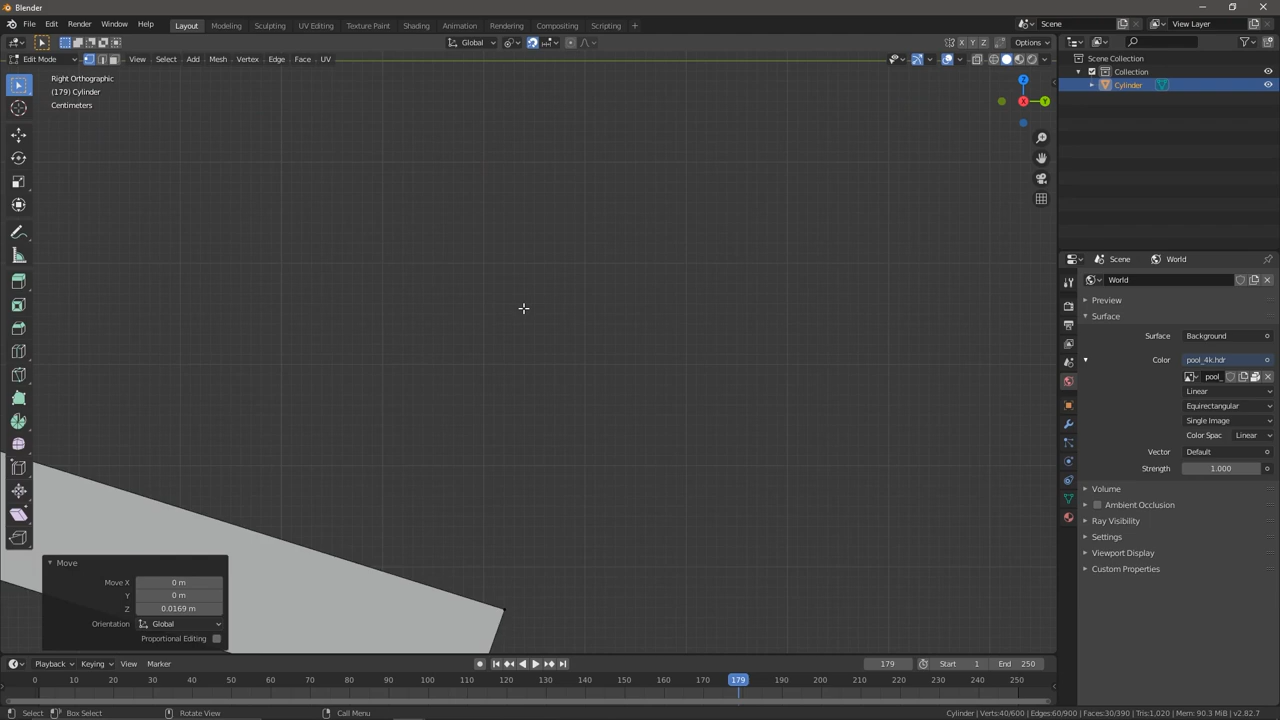 Blender
File Edit Render Window Help Layout Modeling Sculpting UV Editing Texture Paint Shading Animation Rendering Compositing Scripting + Scene View Layer
Global Options
Edit Mode View Select Add Mesh Vertex Edge Face UV
X Y Z
Right Orthographic
(179) Cylinder
Centimeters
Z
X Y
Scene Collection
Collection
Cylinder
Scene World
World
Preview
Surface
Surface Background
Color pool_4k.hdr
pool_
Linear
Equirectangular
Single Image
Color Spac Linear
Vector Default
Strength 1.000
Volume
Ambient Occlusion
Ray Visibility
Settings
Viewport Display
Custom Properties
Move
Move X 0 m
Y 0 m
Z 0.0169 m
Orientation Global
Proportional Editing
Playback Keying View Marker 179 Start 1 End 250
0 10 20 30 40 50 60 70 80 90 100 110 120 130 140 150 160 170 179 190 200 210 220 230 240 250
Select Box Select Rotate View Call Menu Cylinder | Verts:40/600 | Edges:60/900 | Faces:30/390 | Tris:1,020 | Mem: 90.3 MiB | v2.82.7